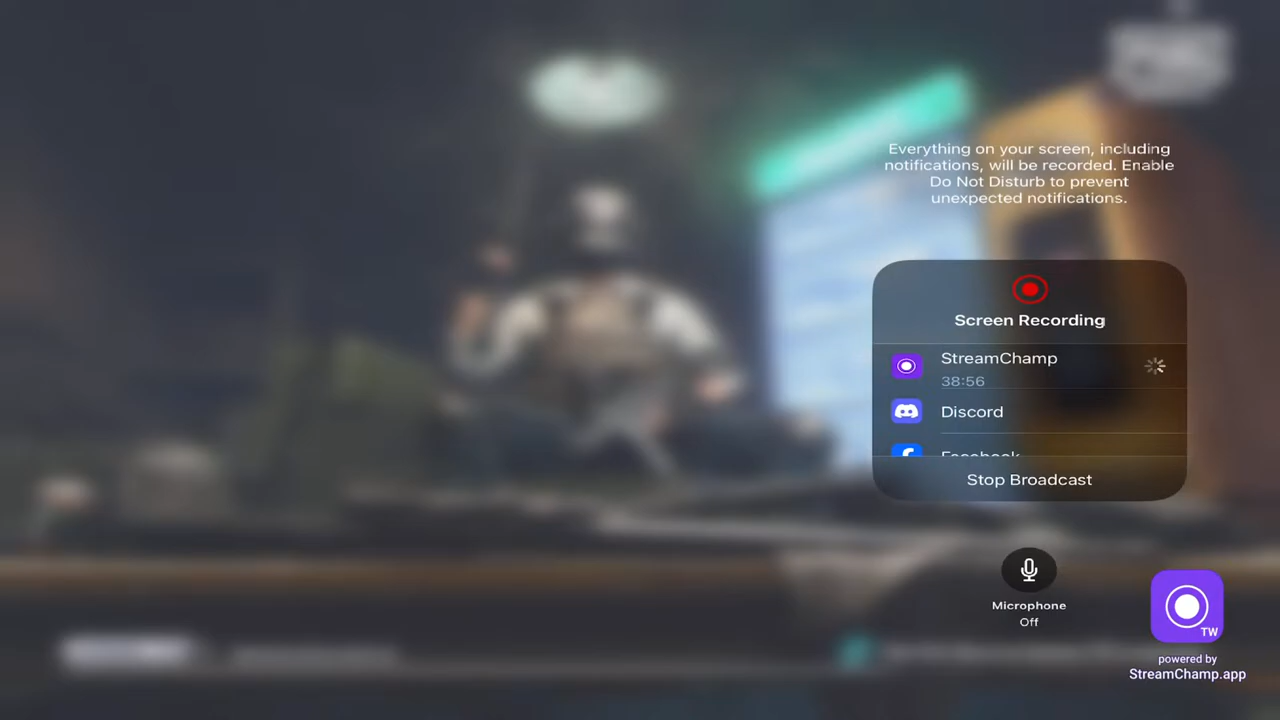 Everything on your screen, including
notifications, will be recorded. Enable
Do Not Disturb to prevent
unexpected notifications.
Screen Recording
StreamChamp
38:56
Discord
Facebook
Stop Broadcast
Microphone
Off
TW
powered by
StreamChamp.app